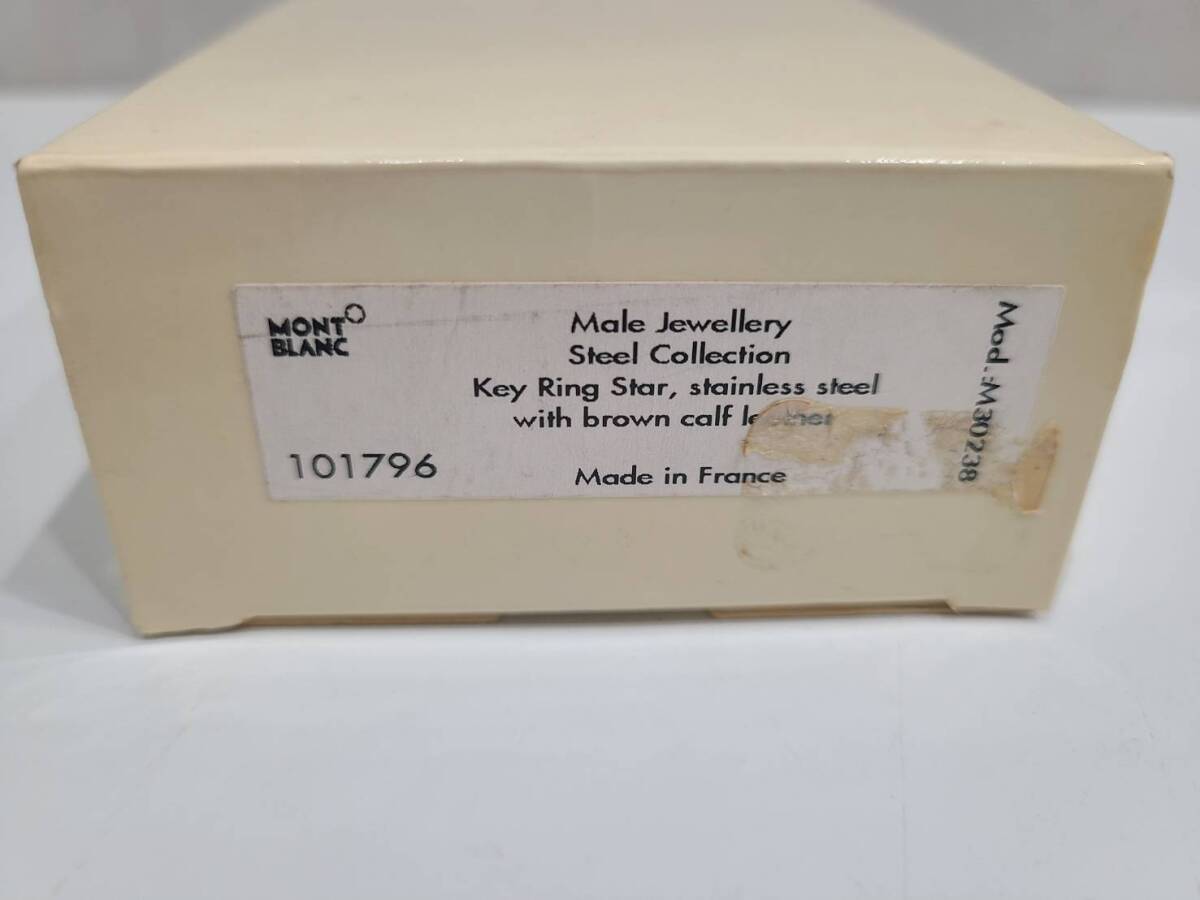 MONT
BLANC
Male Jewellery
Steel Collection
Key Ring Star, stainless steel
with brown calf leather
101796
Made in France
Mod.:M30238